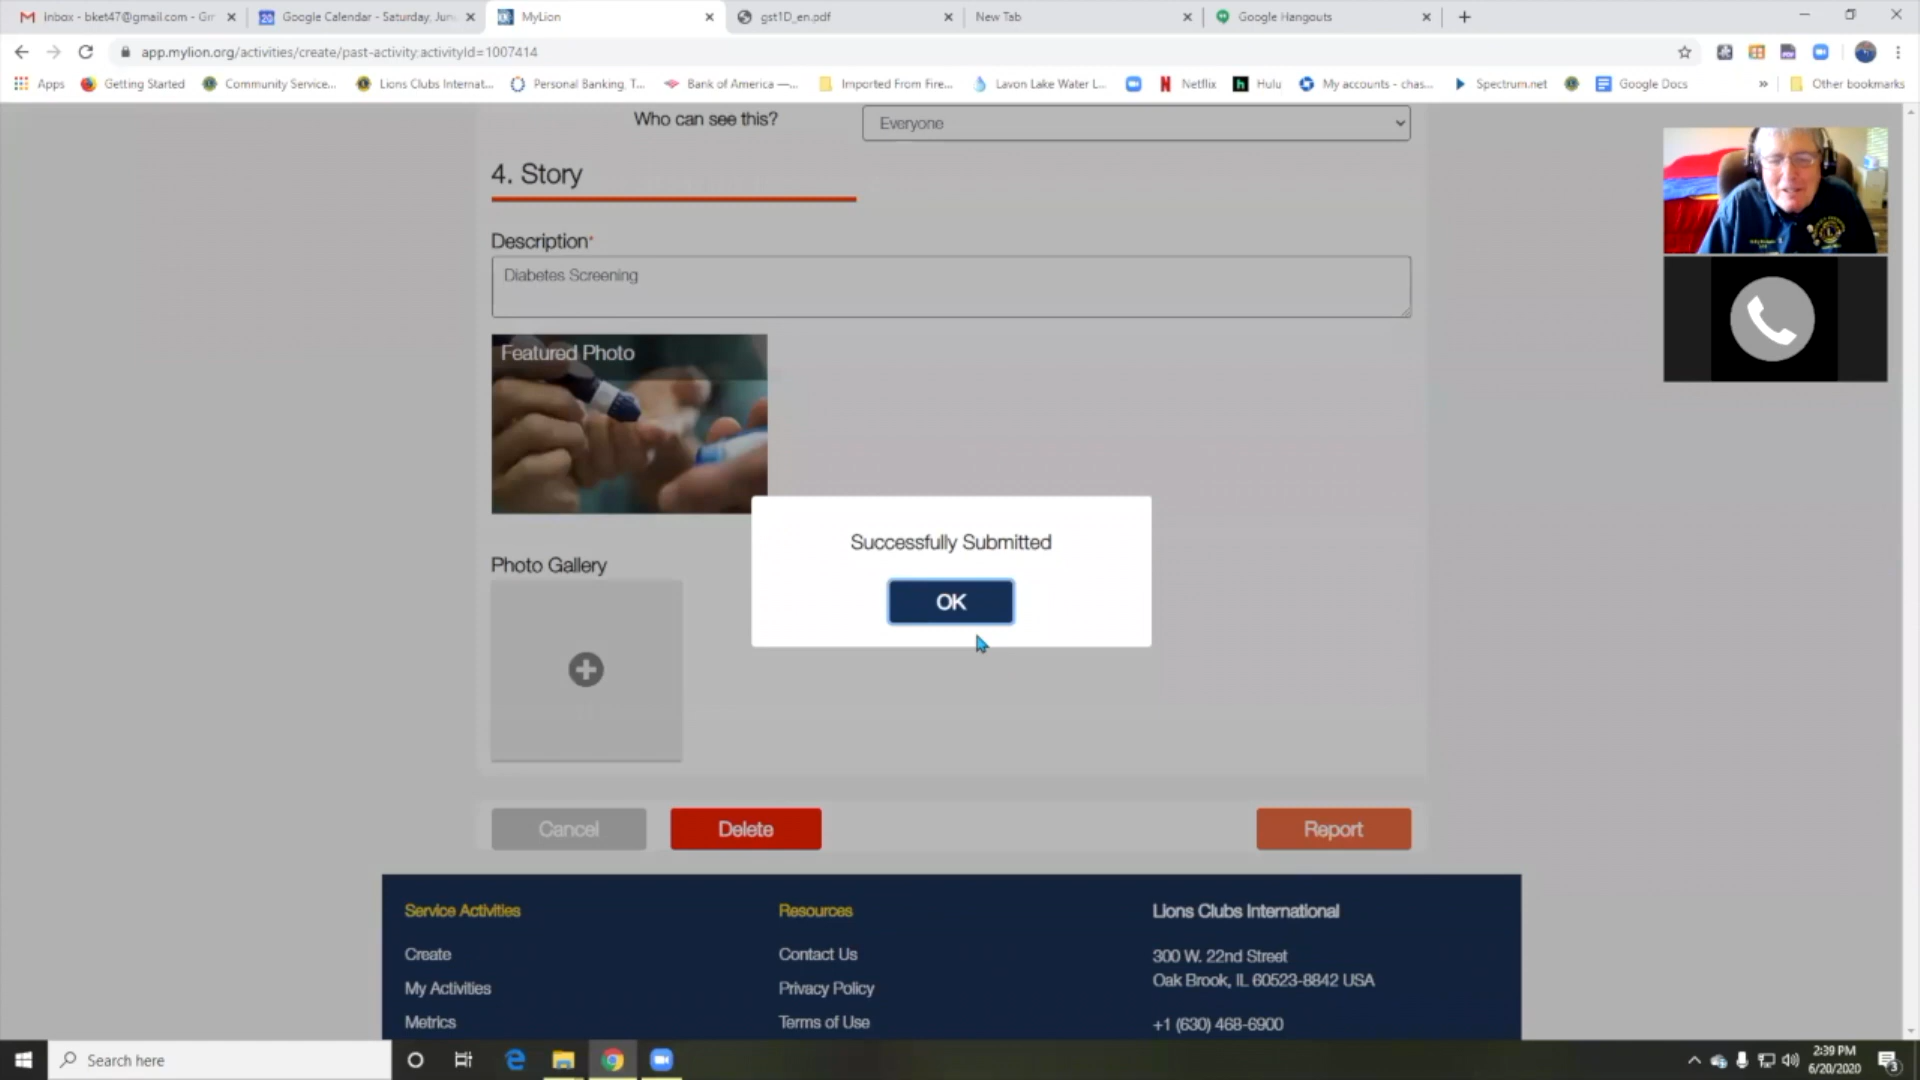 Inbox - bket47@gmail.com - Gm
Google Calendar - Saturday, Jun
MyLion
gst1D_en.pdf
New Tab
Google Hangouts
app.mylion.org/activities/create/past-activity;activityId=1007414
Apps
Getting Started
Community Service...
Lions Clubs Internat...
Personal Banking, T...
Bank of America —...
Imported From Fire...
Lavon Lake Water L...
Netflix
Hulu
My accounts - chas...
Spectrum.net
Google Docs
»
Other bookmarks
Who can see this?
Everyone
4. Story
Description*
Diabetes Screening
Featured Photo
Successfully Submitted
OK
Photo Gallery
Cancel
Delete
Report
Service Activities
Create
My Activities
Metrics
Resources
Contact Us
Privacy Policy
Terms of Use
Lions Clubs International
300 W. 22nd Street
Oak Brook, IL 60523-8842 USA
+1 (630) 468-6900
Search here
2:39 PM
6/20/2020
3